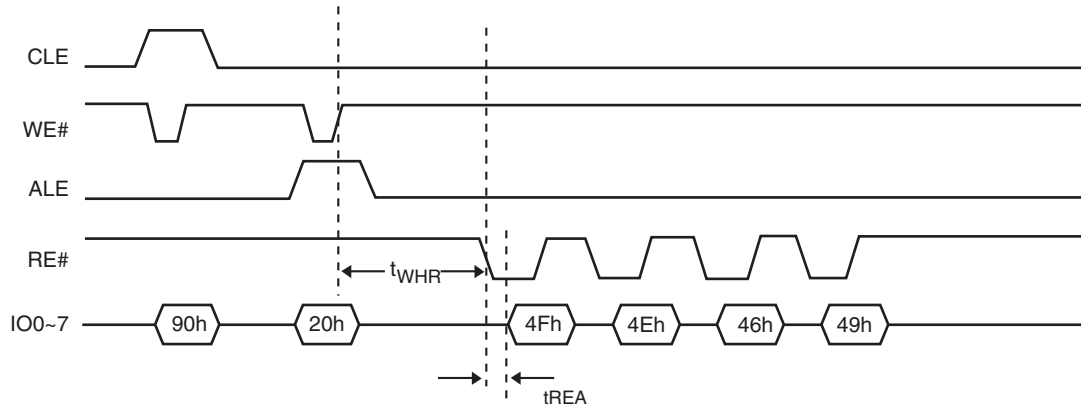 CLE
WE#
ALE
RE#
tWHR
IO0~7 90h 20h 4Fh 4Eh 46h 49h
tREA